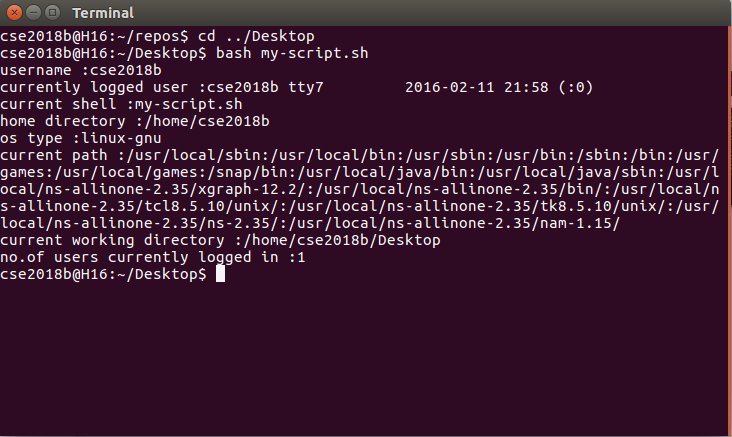 Terminal
cse2018b@H16:~/repos$ cd ../Desktop
cse2018b@H16:~/Desktop$ bash my-script.sh
username :cse2018b
currently logged user :cse2018b tty7         2016-02-11 21:58 (:0)
current shell :my-script.sh
home directory :/home/cse2018b
os type :linux-gnu
current path :/usr/local/sbin:/usr/local/bin:/usr/sbin:/usr/bin:/sbin:/bin:/usr/
games:/usr/local/games:/snap/bin:/usr/local/java/bin:/usr/local/java/sbin:/usr/l
ocal/ns-allinone-2.35/xgraph-12.2/:/usr/local/ns-allinone-2.35/bin/:/usr/local/n
s-allinone-2.35/tcl8.5.10/unix/:/usr/local/ns-allinone-2.35/tk8.5.10/unix/:/usr/
local/ns-allinone-2.35/ns-2.35/:/usr/local/ns-allinone-2.35/nam-1.15/
current working directory :/home/cse2018b/Desktop
no.of users currently logged in :1
cse2018b@H16:~/Desktop$